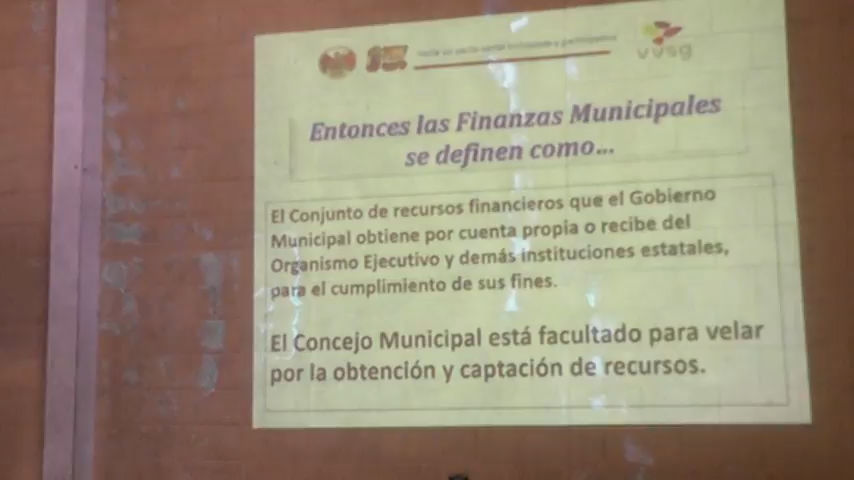 vvsg
Entonces las Finanzas Municipales
se definen como...
El Conjunto de recursos financieros que el Gobierno
Municipal obtiene por cuenta propia o recibe del
Organismo Ejecutivo y demás instituciones estatales,
para el cumplimiento de sus fines.
El Concejo Municipal está facultado para velar
por la obtención y captación de recursos.